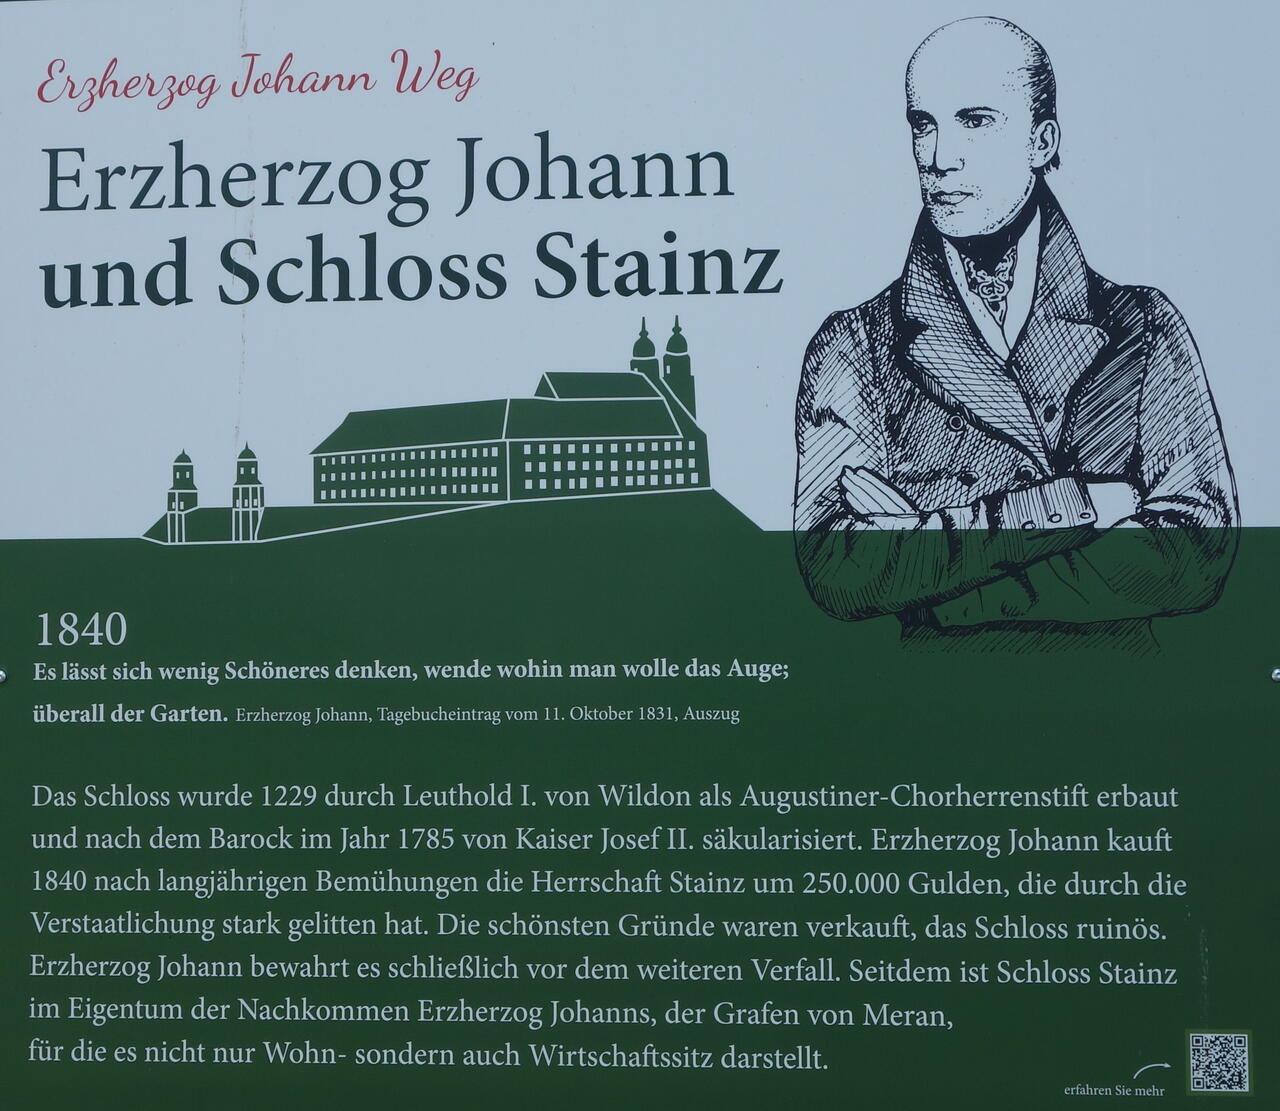 Erzherzog Johann Weg
Erzherzog Johann
und Schloss Stainz
1840
Es lässt sich wenig Schöneres denken, wende wohin man wolle das Auge;
überall der Garten. Erzherzog Johann, Tagebucheintrag vom 11. Oktober 1831, Auszug
Das Schloss wurde 1229 durch Leuthold I. von Wildon als Augustiner-Chorherrenstift erbaut
und nach dem Barock im Jahr 1785 von Kaiser Josef II. säkularisiert. Erzherzog Johann kauft
1840 nach langjährigen Bemühungen die Herrschaft Stainz um 250.000 Gulden, die durch die
Verstaatlichung stark gelitten hat. Die schönsten Gründe waren verkauft, das Schloss ruinös.
Erzherzog Johann bewahrt es schließlich vor dem weiteren Verfall. Seitdem ist Schloss Stainz
im Eigentum der Nachkommen Erzherzog Johanns, der Grafen von Meran,
für die es nicht nur Wohn- sondern auch Wirtschaftssitz darstellt.
erfahren Sie mehr